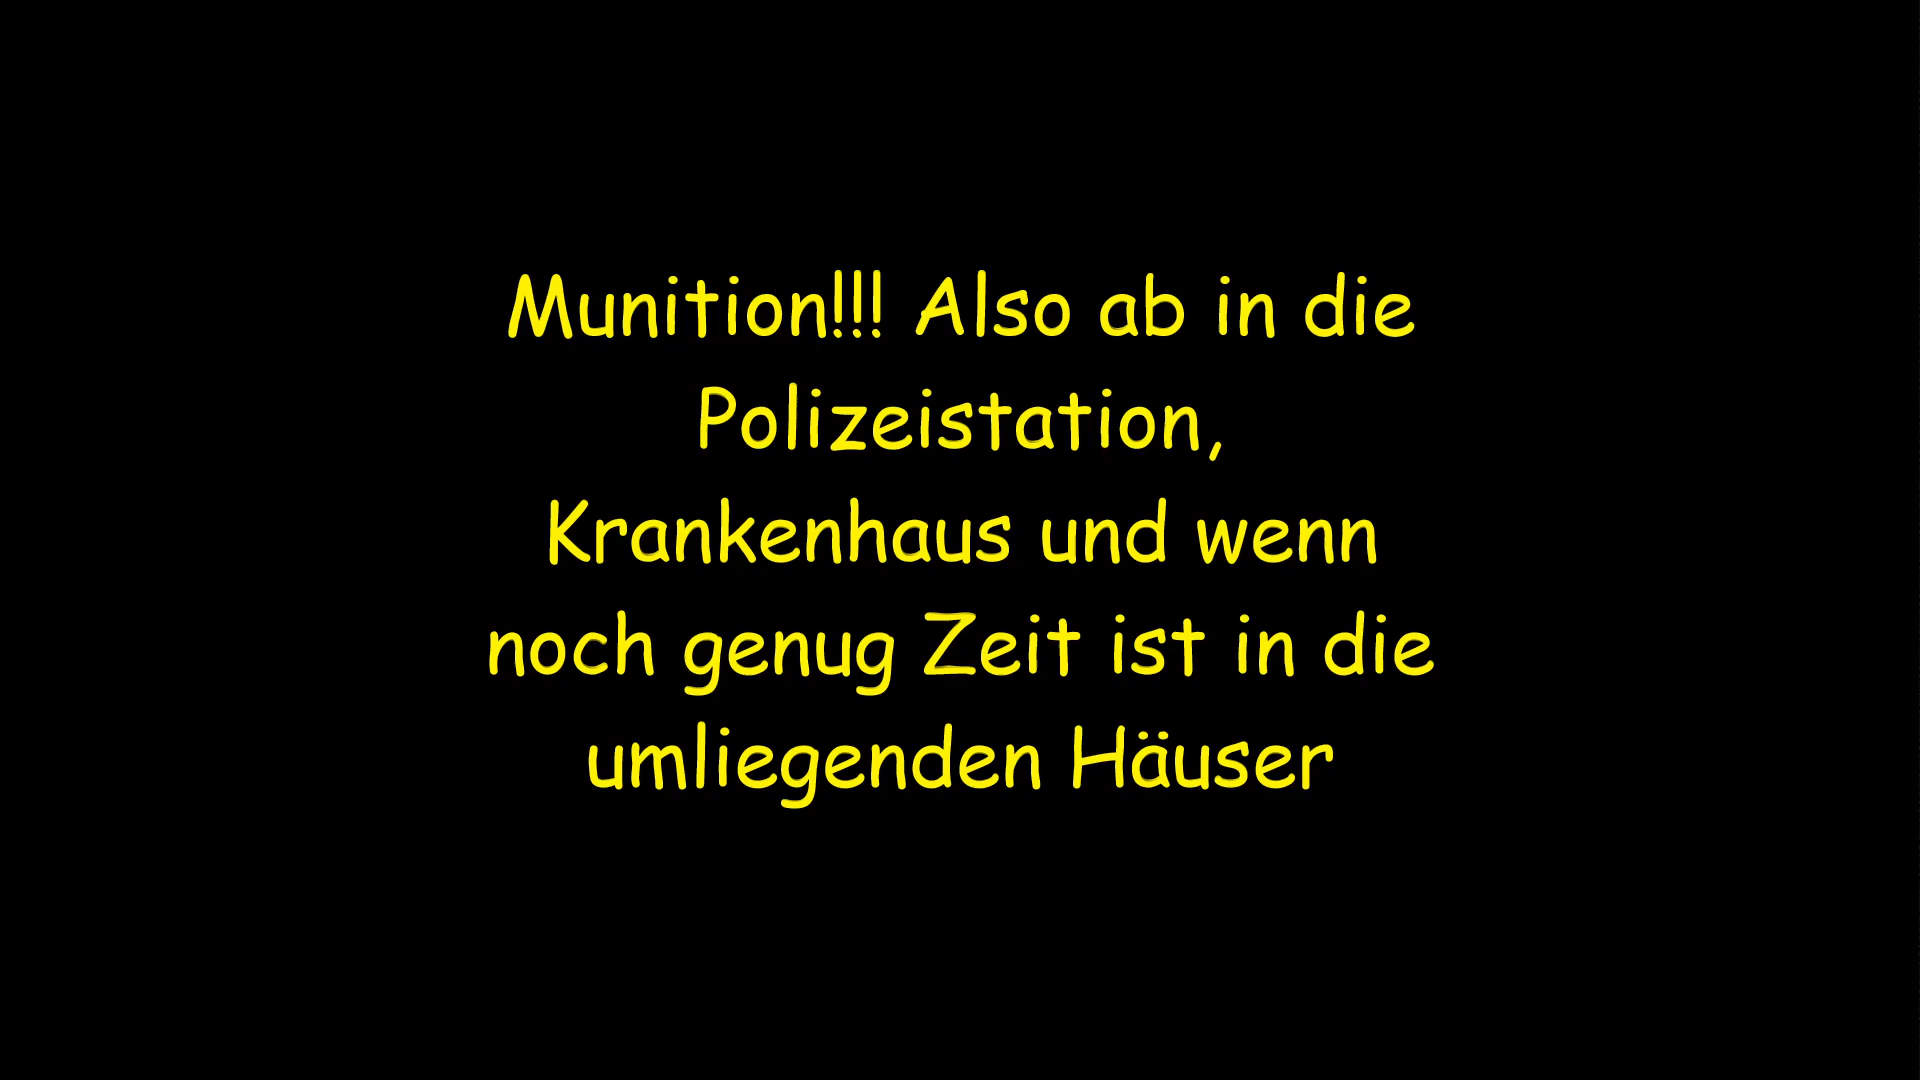 Munition!!! Also ab in die
Polizeistation,
Krankenhaus und wenn
noch genug Zeit ist in die
umliegenden Häuser